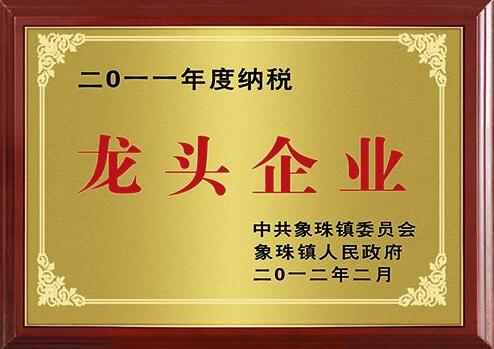 二0一一年度纳税
龙头企业
中共象珠镇委员会
象珠镇人民政府
二0一二年二月